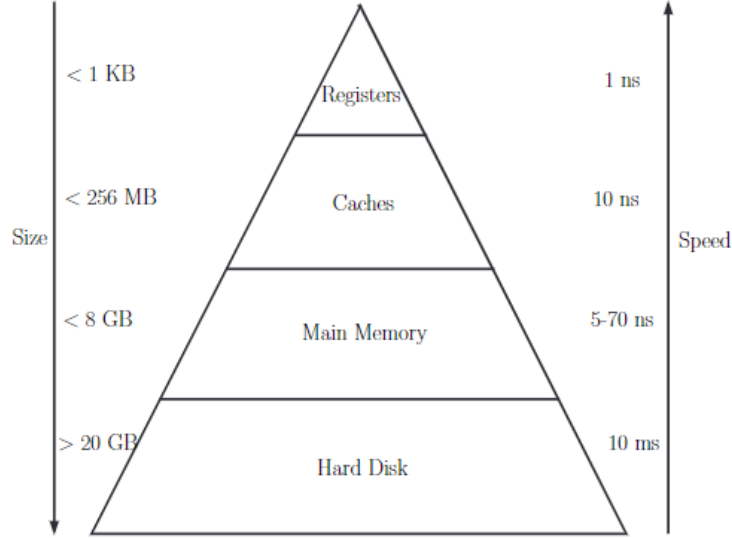 < 1 KB
Registers
1 ns
< 256 MB
Caches
10 ns
Size
Speed
< 8 GB
Main Memory
5-70 ns
> 20 GB
Hard Disk
10 ms